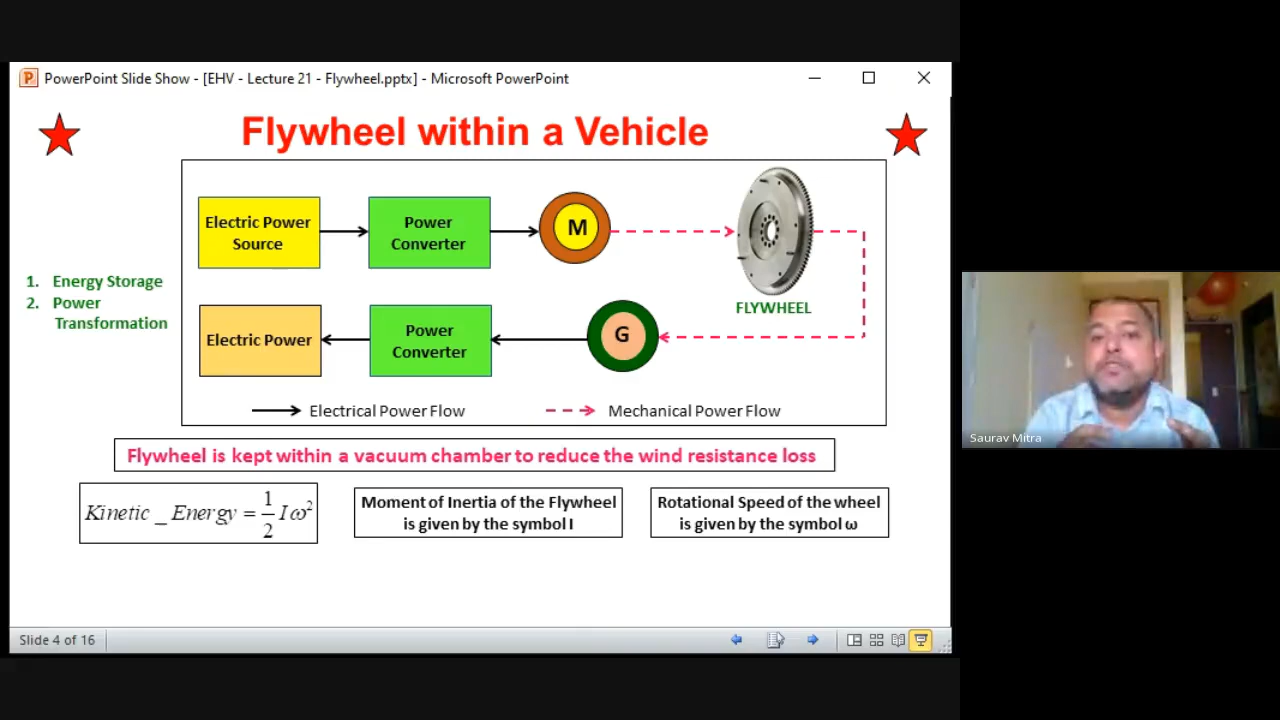 PowerPoint Slide Show - [EHV - Lecture 21 - Flywheel.pptx] - Microsoft PowerPoint
Flywheel within a Vehicle
1. Energy Storage
2. Power
Transformation
Electric Power
Source
Power
Converter
M
FLYWHEEL
Electric Power
Power
Converter
G
Electrical Power Flow
Mechanical Power Flow
Flywheel is kept within a vacuum chamber to reduce the wind resistance loss
Kinetic _ Energy = 1/2 Iω²
Moment of Inertia of the Flywheel
is given by the symbol I
Rotational Speed of the wheel
is given by the symbol ω
Slide 4 of 16
Saurav Mitra